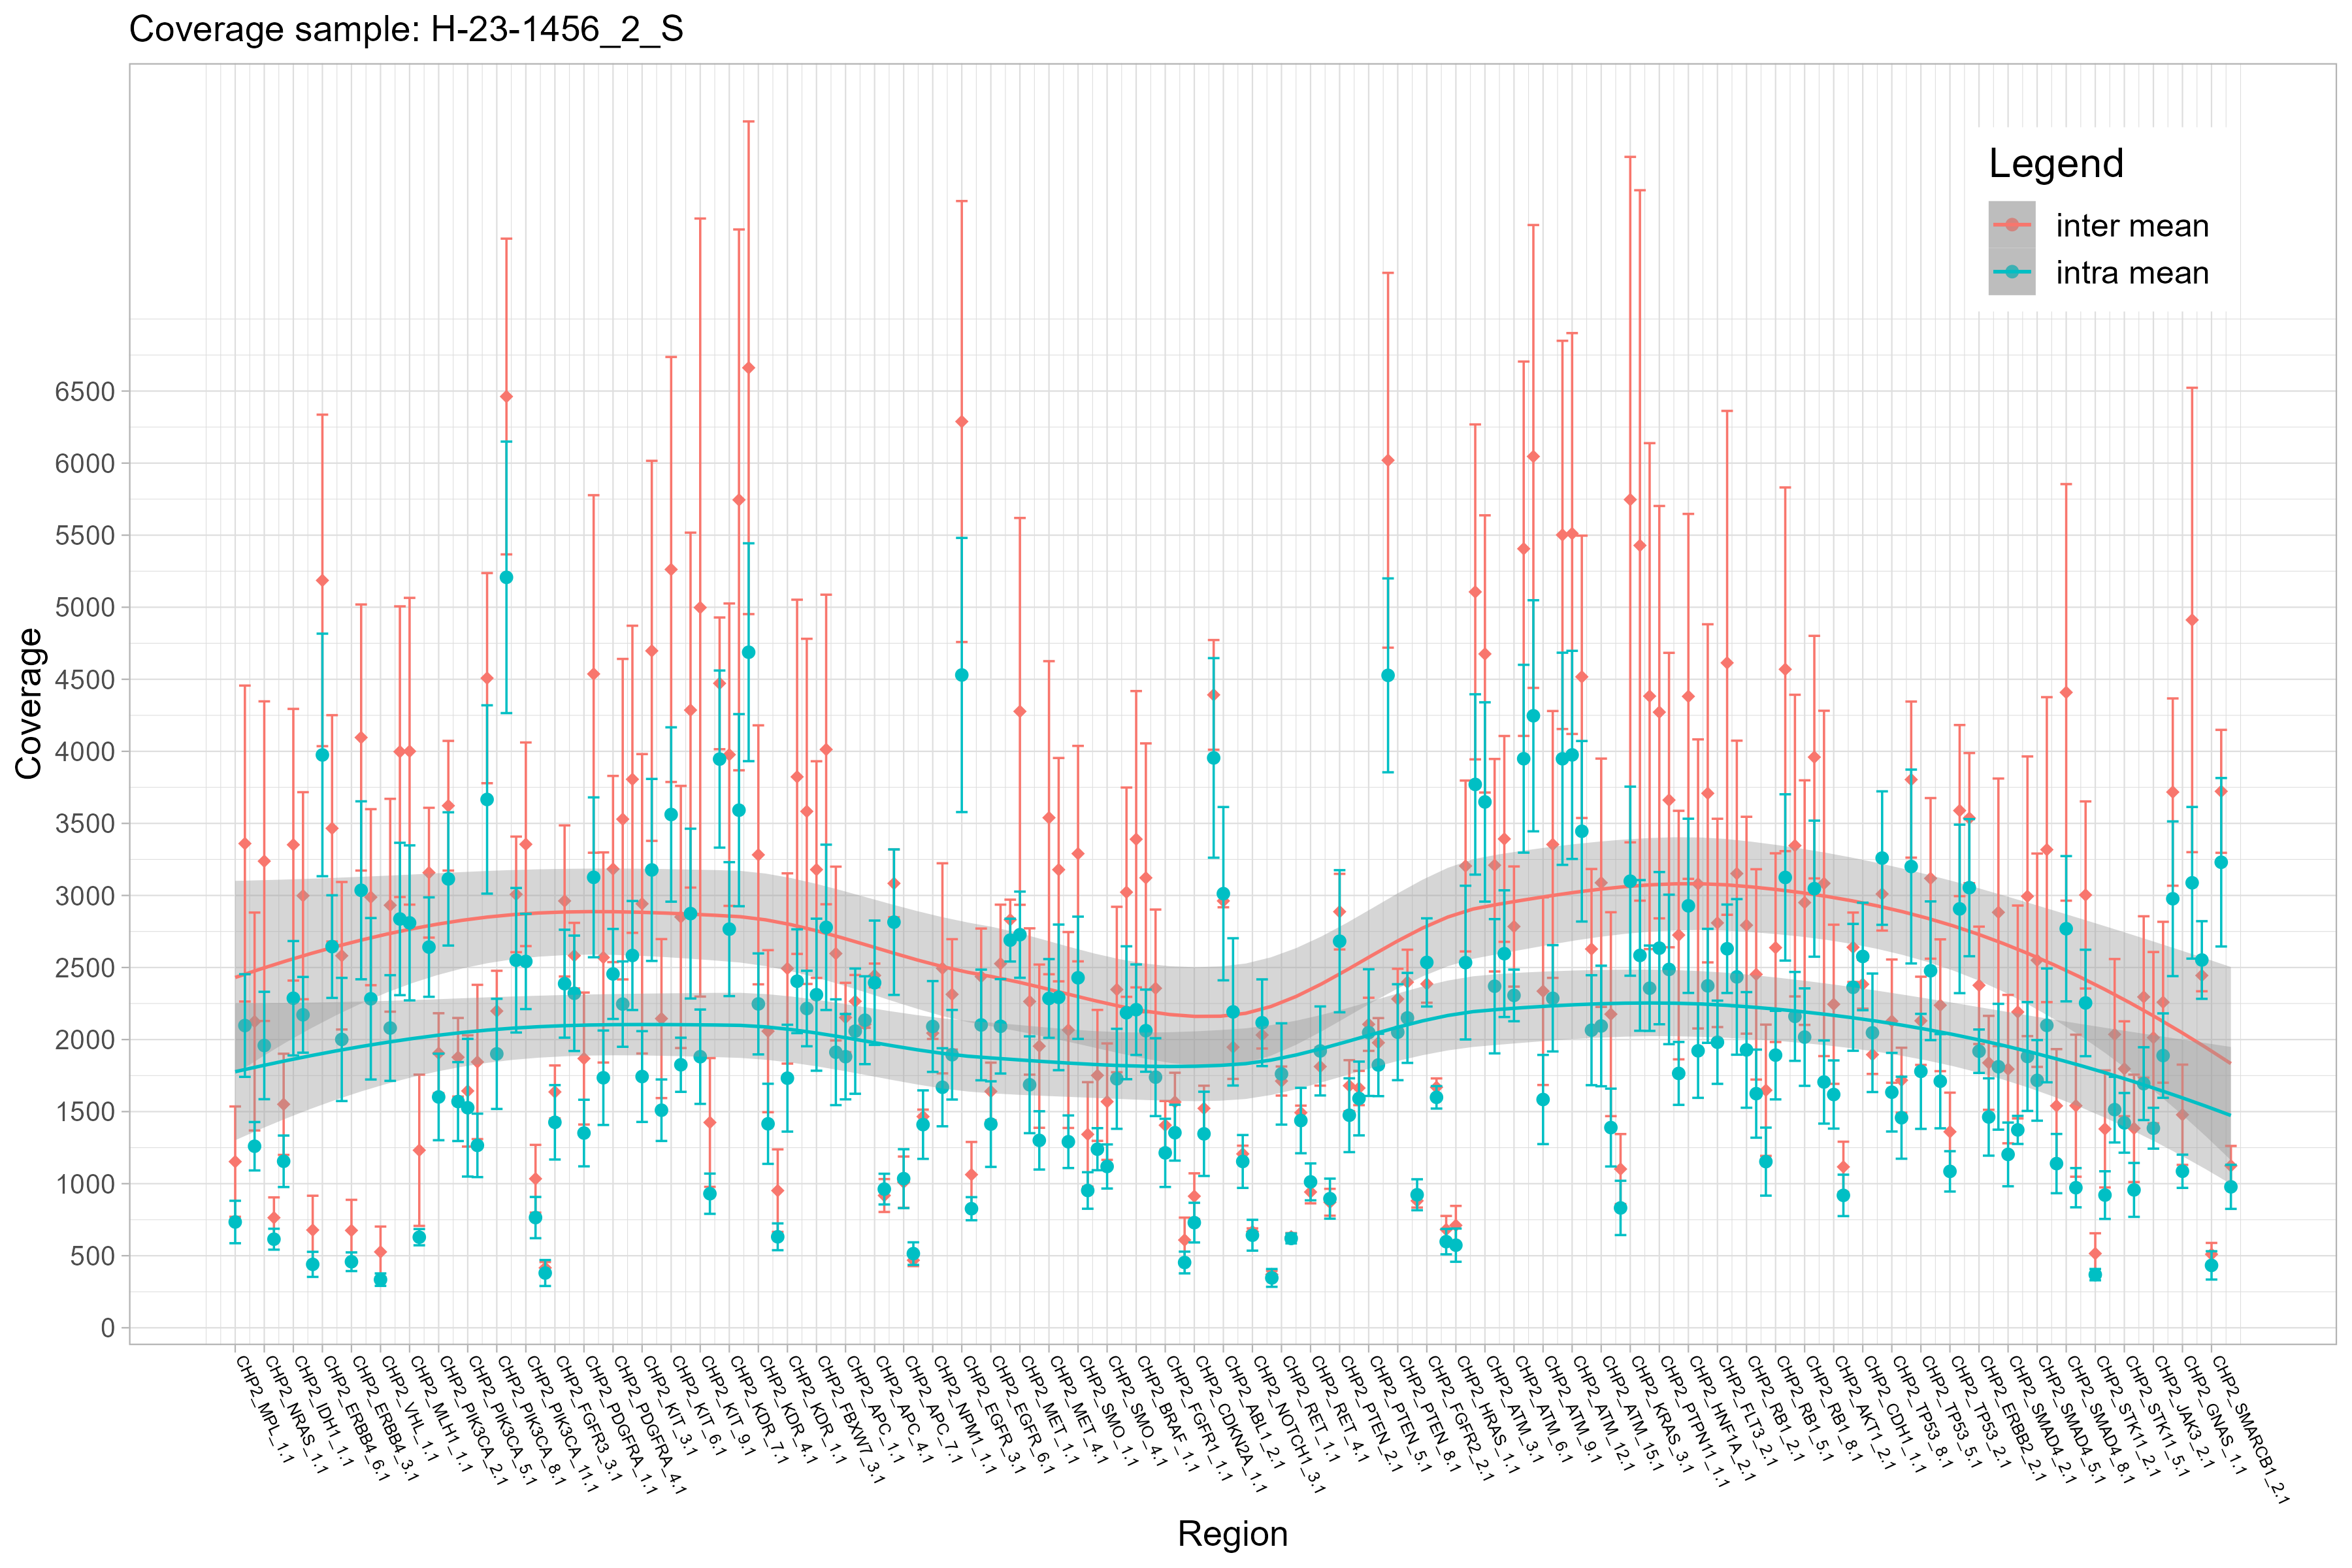 Coverage sample: H-23-1456_2_S
Legend
inter mean
intra mean
Coverage
6500
6000
5500
5000
4500
4000
3500
3000
2500
2000
1500
1000
500
0
CHP2_MPL_1.1
CHP2_NRAS_1.1
CHP2_IDH1_1.1
CHP2_ERBB4_6.1
CHP2_ERBB4_3.1
CHP2_VHL_1.1
CHP2_MLH1_1.1
CHP2_PIK3CA_2.1
CHP2_PIK3CA_5.1
CHP2_PIK3CA_8.1
CHP2_PIK3CA_11.1
CHP2_FGFR3_3.1
CHP2_PDGFRA_1.1
CHP2_PDGFRA_4.1
CHP2_KIT_3.1
CHP2_KIT_6.1
CHP2_KIT_9.1
CHP2_KDR_7.1
CHP2_KDR_4.1
CHP2_KDR_1.1
CHP2_FBXW7_3.1
CHP2_APC_1.1
CHP2_APC_4.1
CHP2_APC_7.1
CHP2_NPM1_1.1
CHP2_EGFR_3.1
CHP2_EGFR_6.1
CHP2_MET_1.1
CHP2_MET_4.1
CHP2_SMO_1.1
CHP2_SMO_4.1
CHP2_BRAF_1.1
CHP2_FGFR1_1.1
CHP2_CDKN2A_1.1
CHP2_ABL1_2.1
CHP2_NOTCH1_3.1
CHP2_RET_1.1
CHP2_RET_4.1
CHP2_PTEN_2.1
CHP2_PTEN_5.1
CHP2_PTEN_8.1
CHP2_FGFR2_2.1
CHP2_HRAS_1.1
CHP2_ATM_3.1
CHP2_ATM_6.1
CHP2_ATM_9.1
CHP2_ATM_12.1
CHP2_ATM_15.1
CHP2_KRAS_3.1
CHP2_PTPN11_1.1
CHP2_HNF1A_2.1
CHP2_FLT3_2.1
CHP2_RB1_2.1
CHP2_RB1_5.1
CHP2_RB1_8.1
CHP2_AKT1_2.1
CHP2_CDH1_1.1
CHP2_TP53_8.1
CHP2_TP53_5.1
CHP2_TP53_2.1
CHP2_ERBB2_2.1
CHP2_SMAD4_2.1
CHP2_SMAD4_5.1
CHP2_SMAD4_8.1
CHP2_STK11_2.1
CHP2_STK11_5.1
CHP2_JAK3_2.1
CHP2_GNAS_1.1
CHP2_SMARCB1_2.1
Region